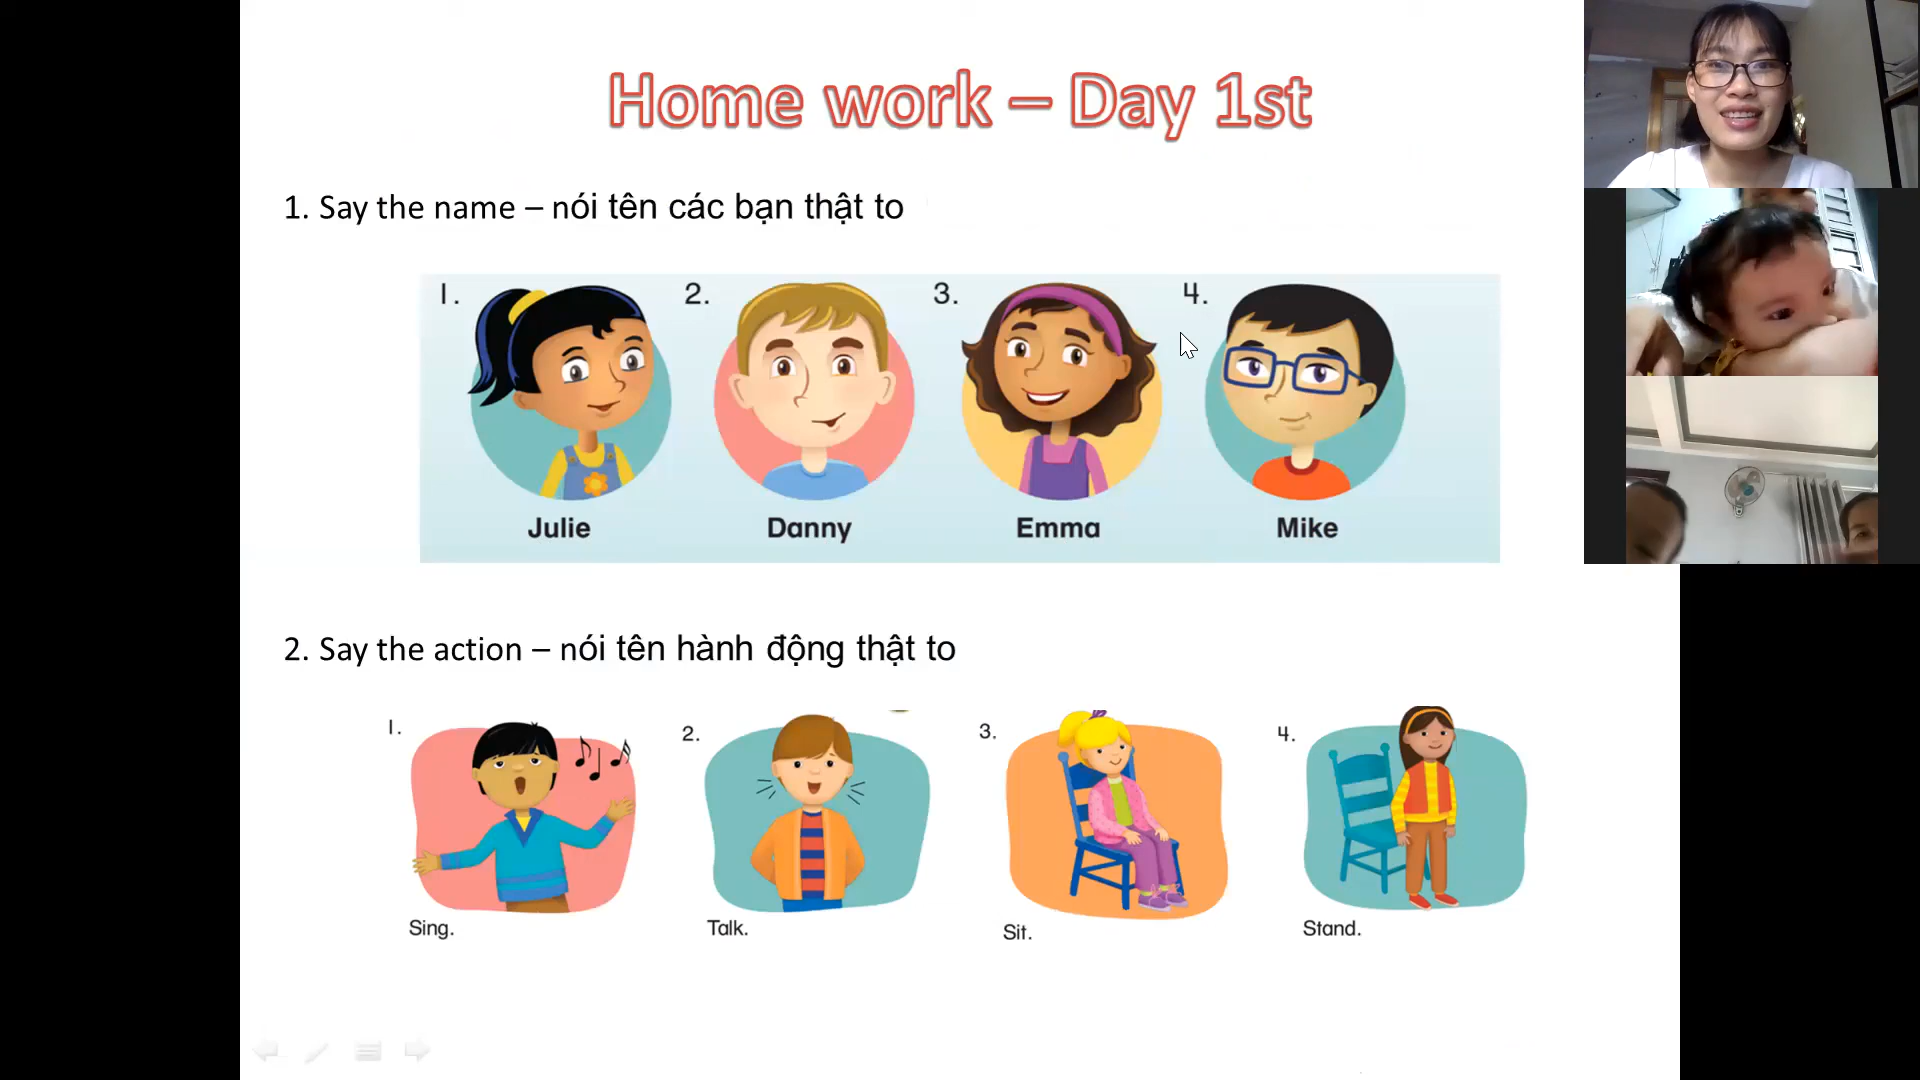 Home work – Day 1st
1. Say the name – nói tên các bạn thật to
1. 2. 3. 4.
Julie Danny Emma Mike
2. Say the action – nói tên hành động thật to
1. 2. 3. 4.
Sing. Talk. Sit. Stand.